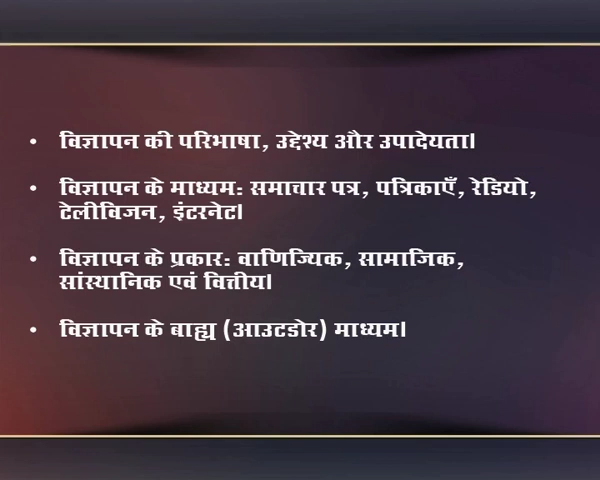 • विज्ञापन की परिभाषा, उद्देश्य और उपादेयता।
• विज्ञापन के माध्यम: समाचार पत्र, पत्रिकाएँ, रेडियो,
टेलीविजन, इंटरनेट।
• विज्ञापन के प्रकार: वाणिज्यिक, सामाजिक,
सांस्थानिक एवं वित्तीय।
• विज्ञापन के बाह्य (आउटडोर) माध्यम।